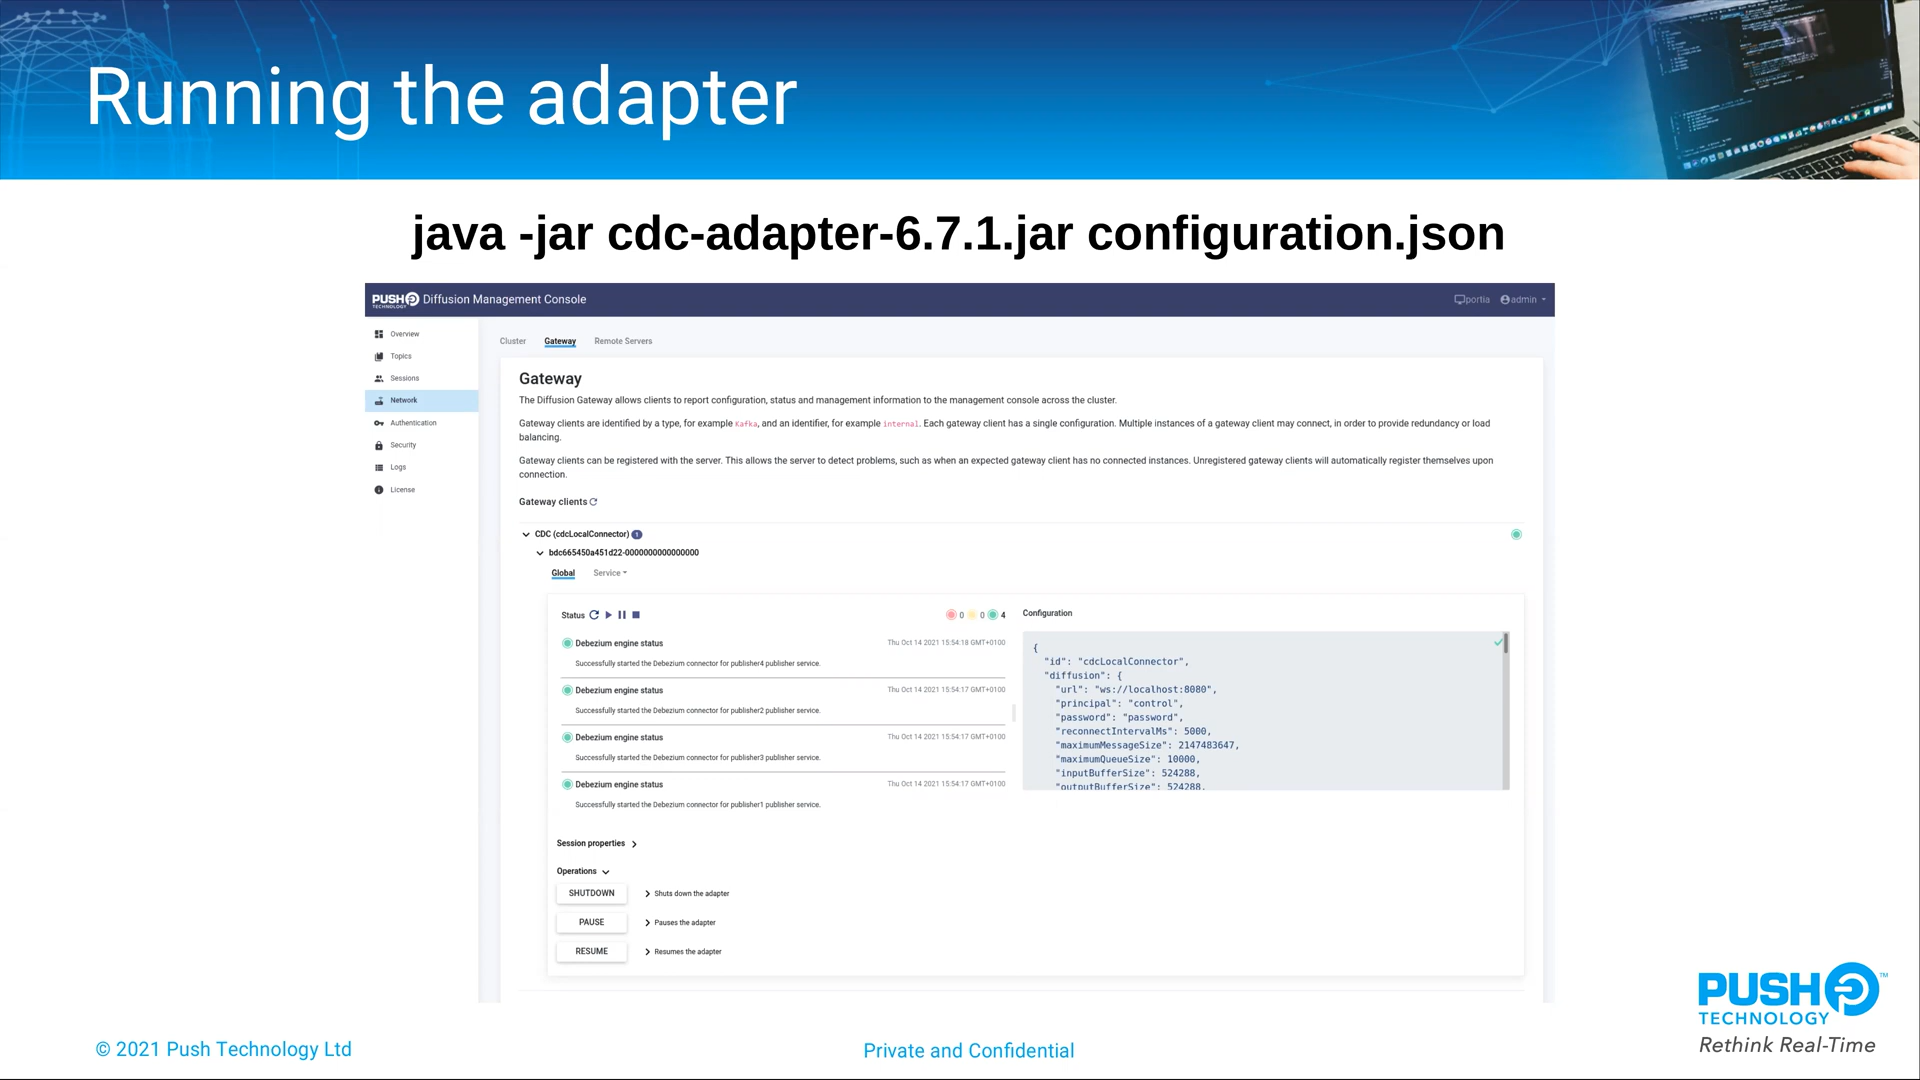 Running the adapter
java -jar cdc-adapter-6.7.1.jar configuration.json
PUSH TECHNOLOGY Diffusion Management Console
portia admin
Overview
Topics
Sessions
Network
Authentication
Security
Logs
License
Cluster Gateway Remote Servers
Gateway
The Diffusion Gateway allows clients to report configuration, status and management information to the management console across the cluster.
Gateway clients are identified by a type, for example Kafka, and an identifier, for example internal. Each gateway client has a single configuration. Multiple instances of a gateway client may connect, in order to provide redundancy or load
balancing.
Gateway clients can be registered with the server. This allows the server to detect problems, such as when an expected gateway client has no connected instances. Unregistered gateway clients will automatically register themselves upon
connection.
Gateway clients
CDC (cdcLocalConnector) 1
bdc665450a451d22-0000000000000000
Global Service
Status 0 0 4
Debezium engine status Thu Oct 14 2021 15:54:18 GMT+0100
Successfully started the Debezium connector for publisher4 publisher service.
Debezium engine status Thu Oct 14 2021 15:54:17 GMT+0100
Successfully started the Debezium connector for publisher2 publisher service.
Debezium engine status Thu Oct 14 2021 15:54:17 GMT+0100
Successfully started the Debezium connector for publisher3 publisher service.
Debezium engine status Thu Oct 14 2021 15:54:17 GMT+0100
Successfully started the Debezium connector for publisher1 publisher service.
Configuration
{
"id": "cdcLocalConnector",
"diffusion": {
"url": "ws://localhost:8080",
"principal": "control",
"password": "password",
"reconnectIntervalMs": 5000,
"maximumMessageSize": 2147483647,
"maximumQueueSize": 10000,
"inputBufferSize": 524288,
"outputBufferSize": 524288,
Session properties
Operations
SHUTDOWN Shuts down the adapter
PAUSE Pauses the adapter
RESUME Resumes the adapter
© 2021 Push Technology Ltd
Private and Confidential
PUSH ™
TECHNOLOGY
Rethink Real-Time